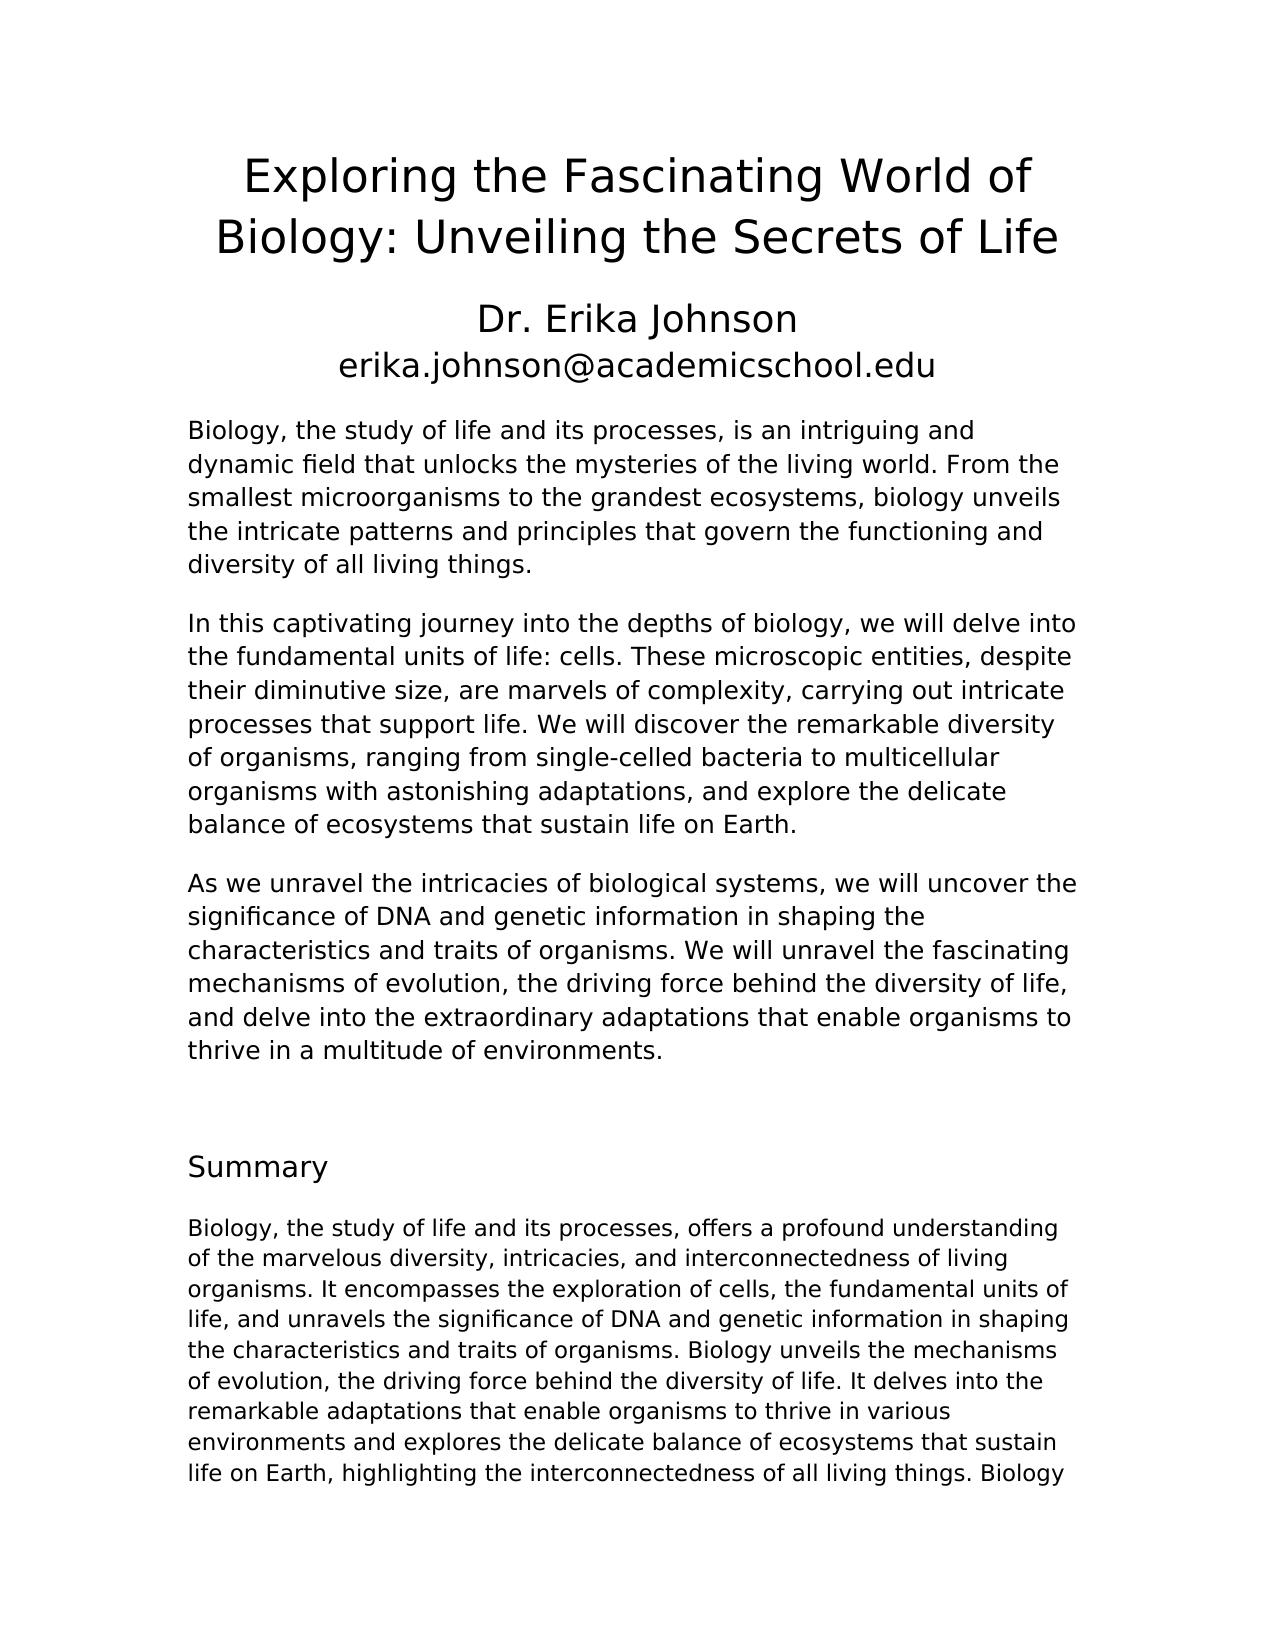 Exploring the Fascinating World of
Biology: Unveiling the Secrets of Life
Dr. Erika Johnson
erika.johnson@academicschool.edu
Biology, the study of life and its processes, is an intriguing and
dynamic field that unlocks the mysteries of the living world. From the
smallest microorganisms to the grandest ecosystems, biology unveils
the intricate patterns and principles that govern the functioning and
diversity of all living things.
In this captivating journey into the depths of biology, we will delve into
the fundamental units of life: cells. These microscopic entities, despite
their diminutive size, are marvels of complexity, carrying out intricate
processes that support life. We will discover the remarkable diversity
of organisms, ranging from single-celled bacteria to multicellular
organisms with astonishing adaptations, and explore the delicate
balance of ecosystems that sustain life on Earth.
As we unravel the intricacies of biological systems, we will uncover the
significance of DNA and genetic information in shaping the
characteristics and traits of organisms. We will unravel the fascinating
mechanisms of evolution, the driving force behind the diversity of life,
and delve into the extraordinary adaptations that enable organisms to
thrive in a multitude of environments.
Summary
Biology, the study of life and its processes, offers a profound understanding
of the marvelous diversity, intricacies, and interconnectedness of living
organisms. It encompasses the exploration of cells, the fundamental units of
life, and unravels the significance of DNA and genetic information in shaping
the characteristics and traits of organisms. Biology unveils the mechanisms
of evolution, the driving force behind the diversity of life. It delves into the
remarkable adaptations that enable organisms to thrive in various
environments and explores the delicate balance of ecosystems that sustain
life on Earth, highlighting the interconnectedness of all living things. Biology